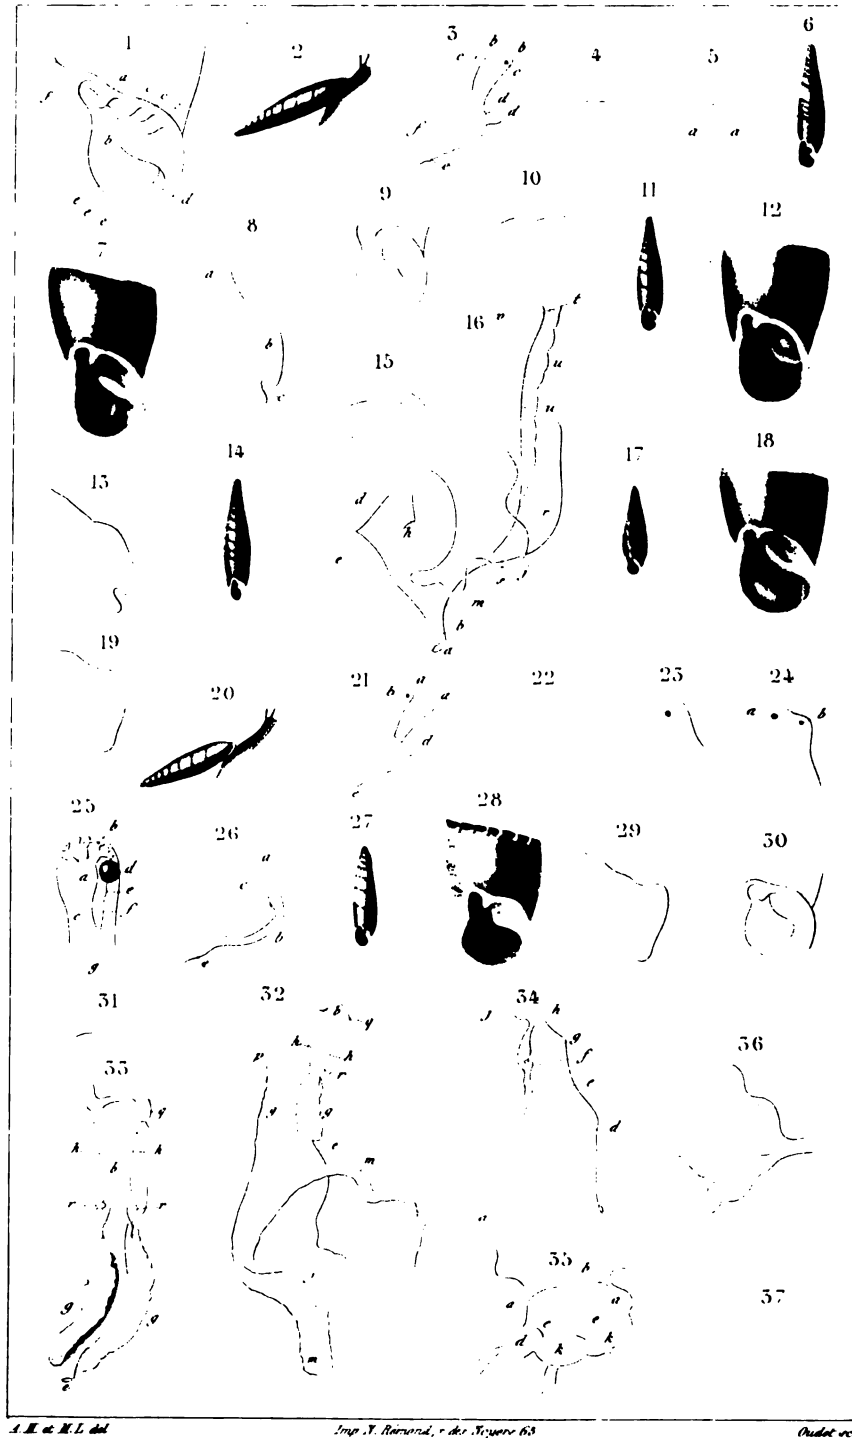 1
2
3
4
5
6
a
f
b
d
e
e
c
b
b
c
c
d
d
f
e
a
a
7
8
9
10
11
12
a
b
c
13
14
15
16
17
18
n
t
u
u
r
d
h
e
s
m
b
c a
19
20
21
22
23
24
a
b
a
d
a
b
25
26
27
28
29
30
b
a
d
e
c
f
g
a
c
b
e
31
32
33
34
35
36
37
b
q
h
h
p
r
g
g
e
m
m
q
h
h
b
r
r
g
g
e
j
h
g
f
e
d
a
b
a
a
e
e
d
k
k
A. M. et M. L. del
Imp. N. Rémond, r. des Noyers 65
Oudet sc